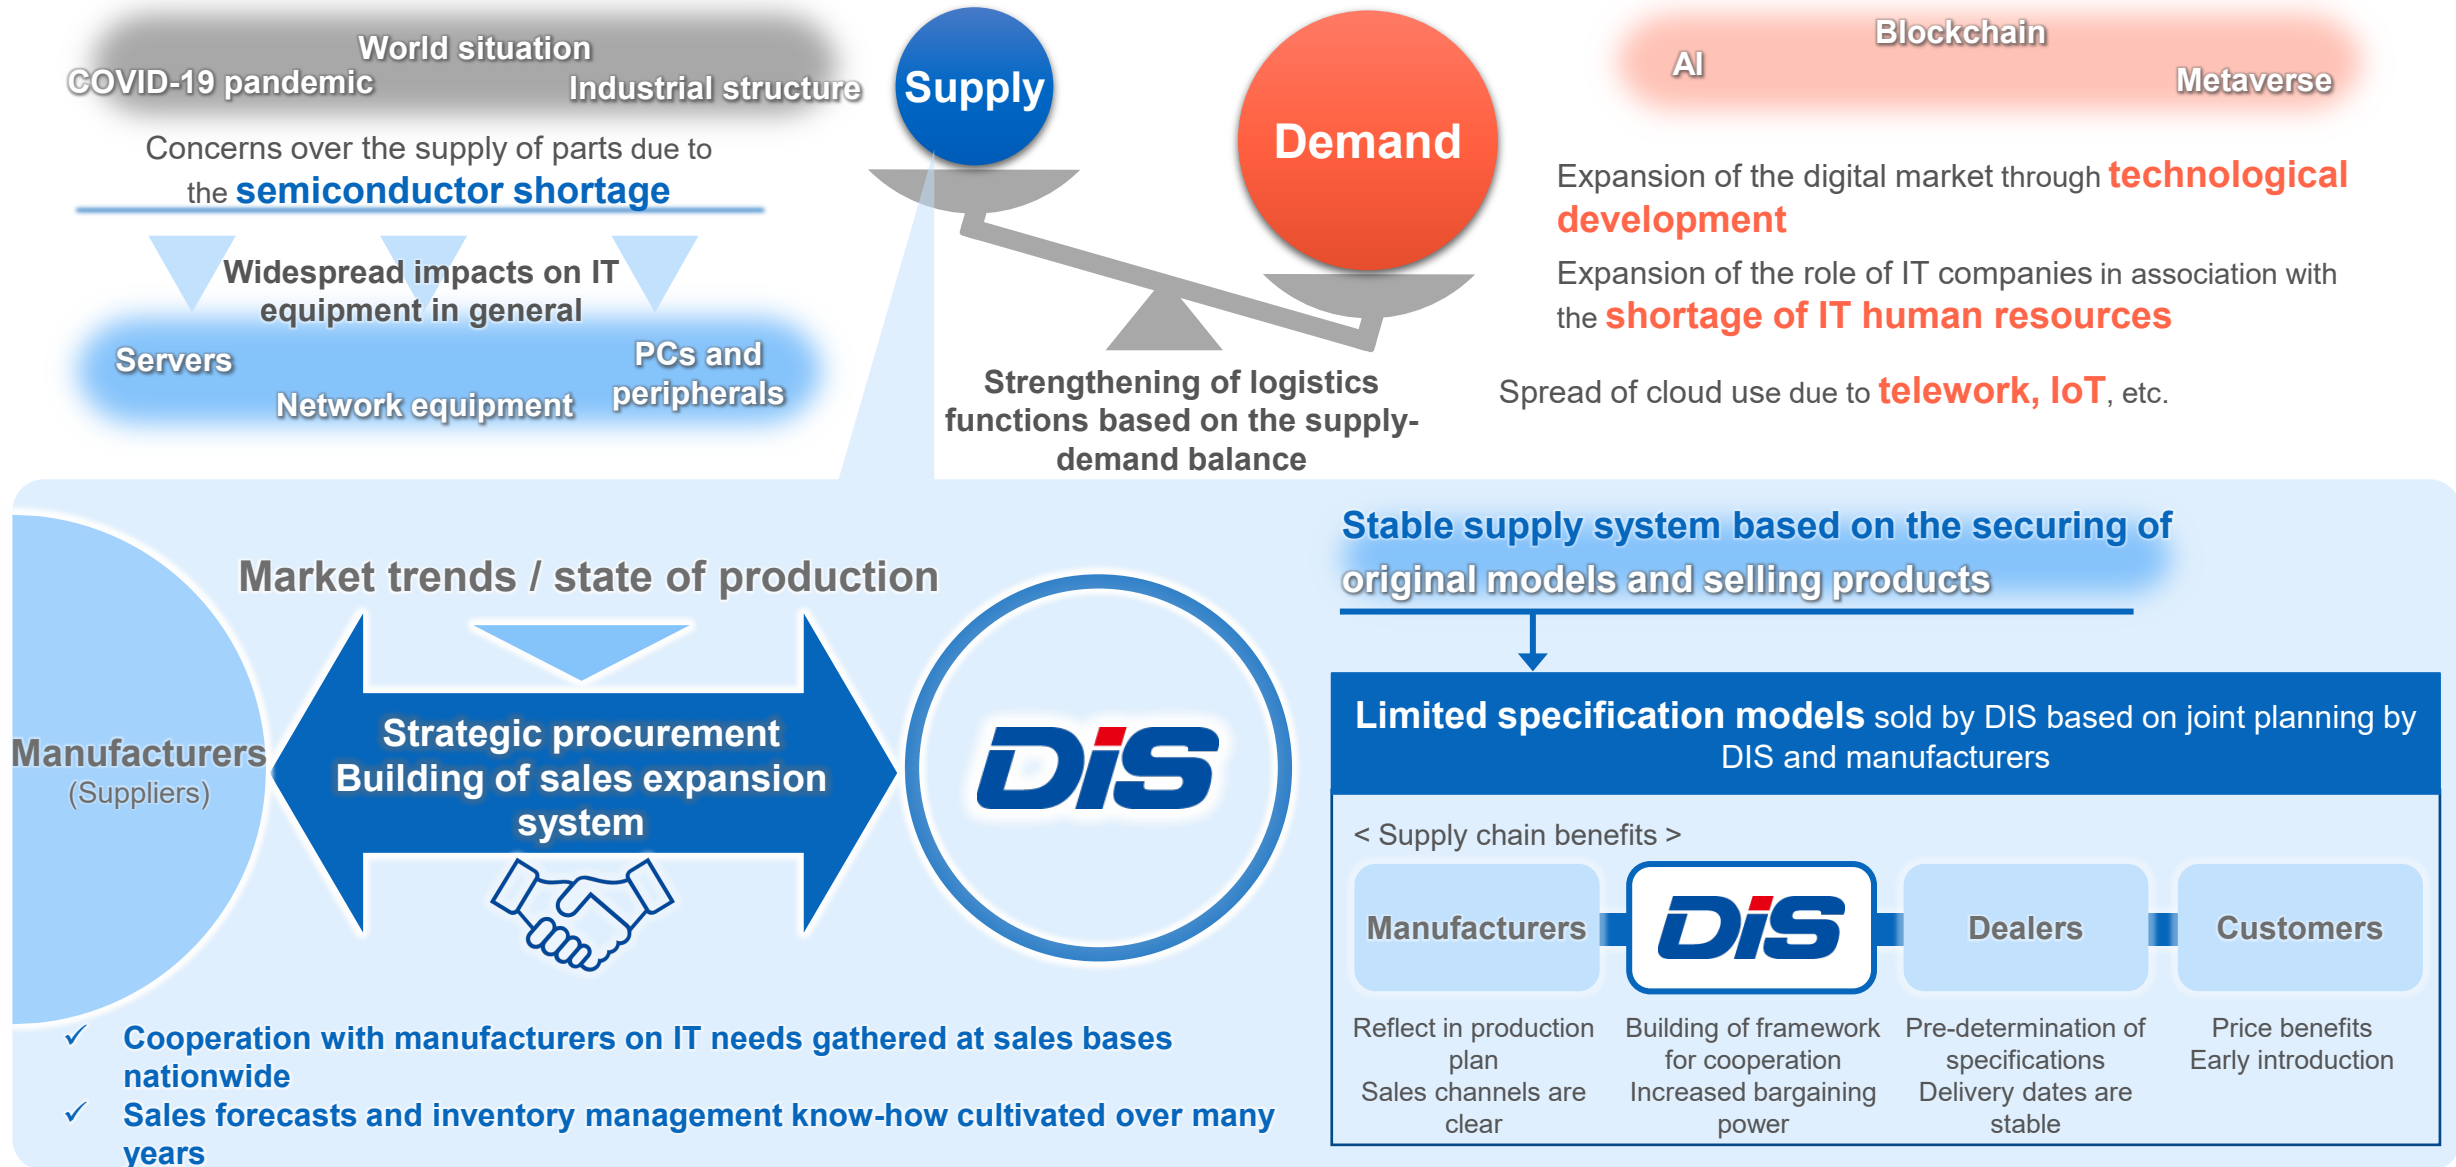 World situation
COVID-19 pandemic
Industrial structure
Concerns over the supply of parts due to
the semiconductor shortage
Widespread impacts on IT
equipment in general
Servers
Network equipment
PCs and
peripherals
Supply
Demand
Strengthening of logistics
functions based on the supply-
demand balance
Blockchain
AI
Metaverse
Expansion of the digital market through technological
development
Expansion of the role of IT companies in association with
the shortage of IT human resources
Spread of cloud use due to telework, IoT, etc.
Market trends / state of production
Manufacturers
(Suppliers)
Strategic procurement
Building of sales expansion
system
DiS
✓ Cooperation with manufacturers on IT needs gathered at sales bases
nationwide
✓ Sales forecasts and inventory management know-how cultivated over many
years
Stable supply system based on the securing of
original models and selling products
Limited specification models sold by DIS based on joint planning by
DIS and manufacturers
< Supply chain benefits >
Manufacturers
Reflect in production
plan
Sales channels are
clear
DiS
Building of framework
for cooperation
Increased bargaining
power
Dealers
Pre-determination of
specifications
Delivery dates are
stable
Customers
Price benefits
Early introduction